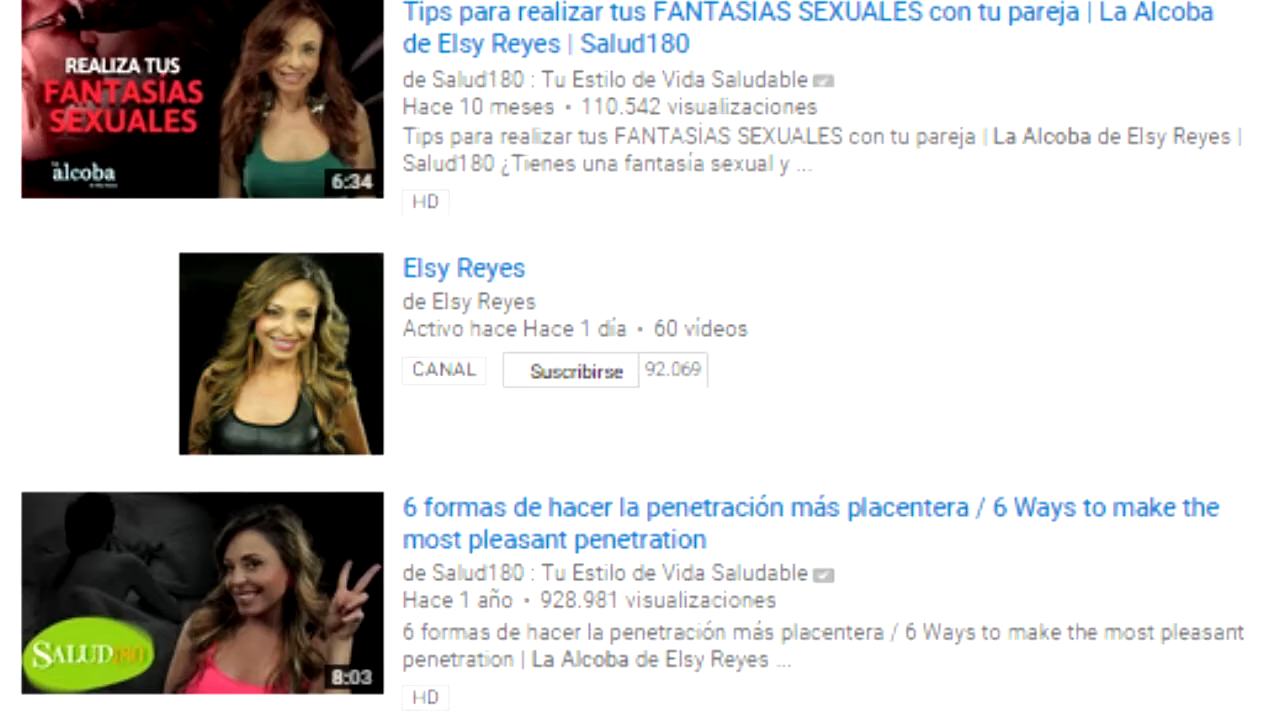 Tips para realizar tus FANTASÍAS SEXUALES con tu pareja | La Alcoba
de Elsy Reyes | Salud180
de Salud180 : Tu Estilo de Vida Saludable
Hace 10 meses • 110.542 visualizaciones
Tips para realizar tus FANTASÍAS SEXUALES con tu pareja | La Alcoba de Elsy Reyes |
Salud180 ¿Tienes una fantasía sexual y ...
HD
REALIZA TUS
FANTASÍAS
SEXUALES
alcoba
6:34
Elsy Reyes
de Elsy Reyes
Activo hace Hace 1 día • 60 vídeos
CANAL Suscribirse 92.069
6 formas de hacer la penetración más placentera / 6 Ways to make the
most pleasant penetration
de Salud180 : Tu Estilo de Vida Saludable
Hace 1 año • 928.981 visualizaciones
6 formas de hacer la penetración más placentera / 6 Ways to make the most pleasant
penetration | La Alcoba de Elsy Reyes ...
HD
SALUD180
8:03